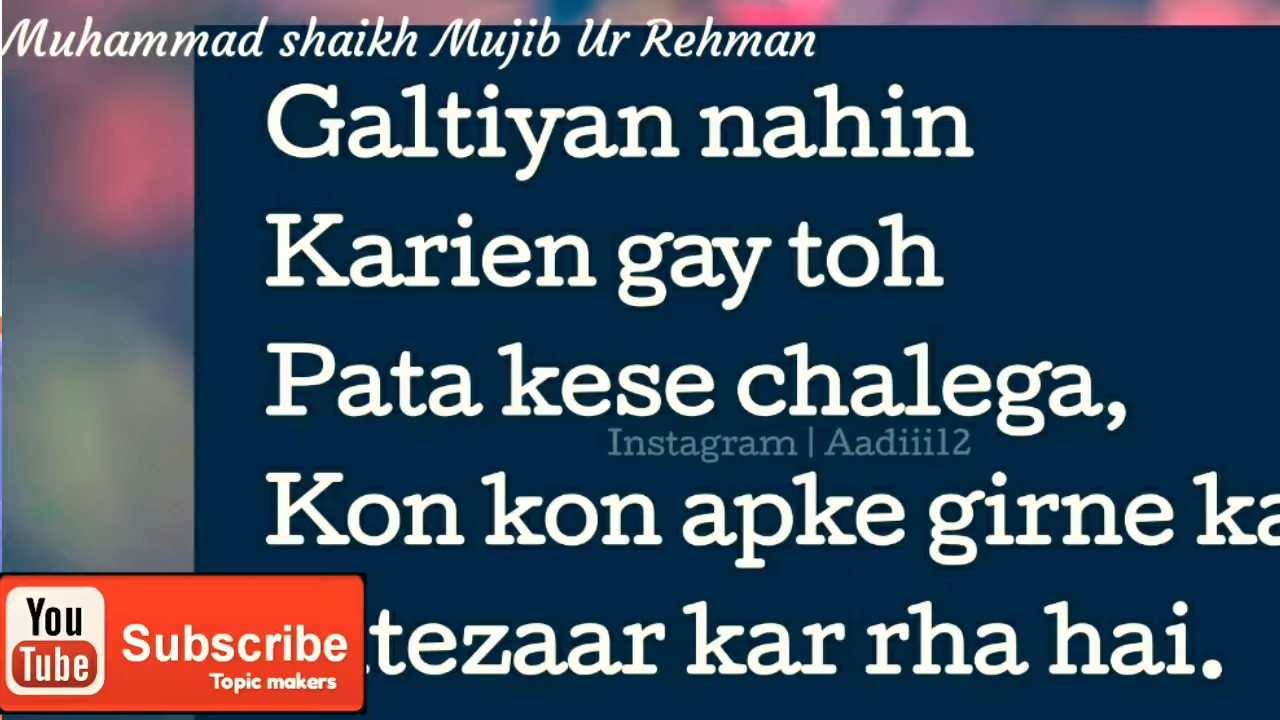 Muhammad shaikh Mujib Ur Rehman
Galtiyan nahin
Karien gay toh
Pata kese chalega,
Instagram | Aadiii12
Kon kon apke girne ka
tezaar kar rha hai.
You
Tube
Subscribe
Topic makers